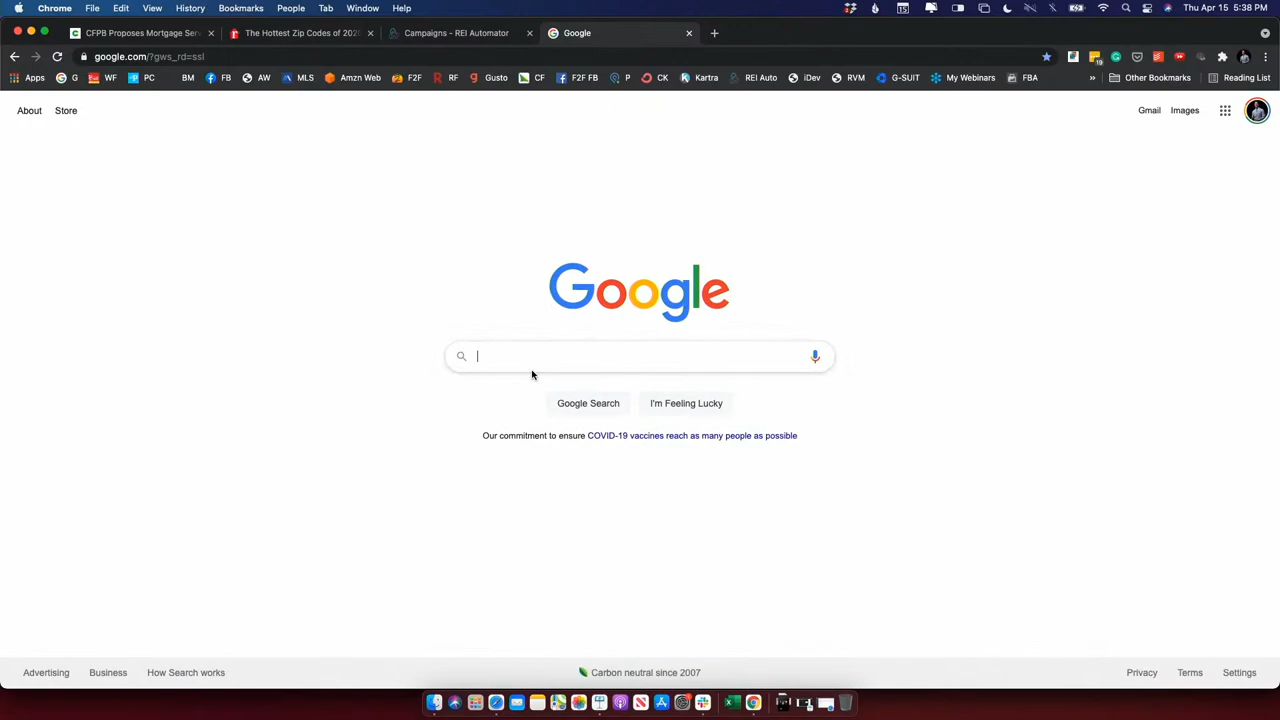 Chrome File Edit View History Bookmarks People Tab Window Help Thu Apr 15 5:38 PM
CFPB Proposes Mortgage Serv The Hottest Zip Codes of 202 Campaigns - REI Automator Google
google.com/?gws_rd=ssl
Apps G WF PC BM FB AW MLS Amzn Web F2F RF Gusto CF F2F FB P CK Kartra REI Auto iDev RVM G-SUIT My Webinars FBA Other Bookmarks Reading List
About Store Gmail Images
Google
Google Search I'm Feeling Lucky
Our commitment to ensure COVID-19 vaccines reach as many people as possible
Advertising Business How Search works Carbon neutral since 2007 Privacy Terms Settings